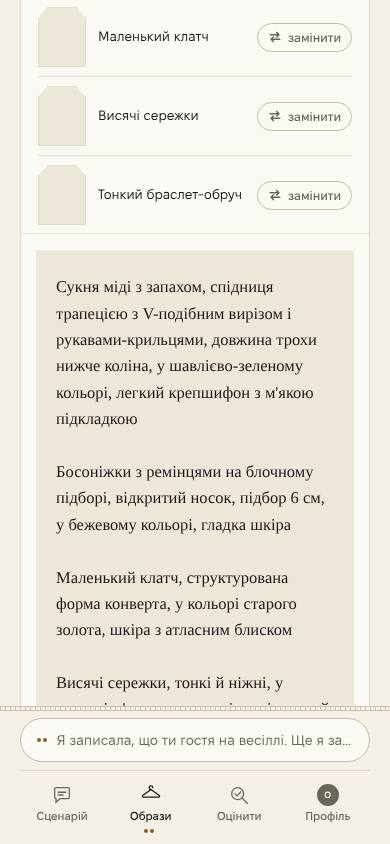 Маленький клатч
замінити
Висячі сережки
замінити
Тонкий браслет-обруч
замінити
Сукня міді з запахом, спідниця
трапецією з V-подібним вирізом і
рукавами-крильцями, довжина трохи
нижче коліна, у шавлієво-зеленому
кольорі, легкий крепшифон з м'якою
підкладкою
Босоніжки з ремінцями на блочному
підборі, відкритий носок, підбор 6 см,
у бежевому кольорі, гладка шкіра
Маленький клатч, структурована
форма конверта, у кольорі старого
золота, шкіра з атласним блиском
Висячі сережки, тонкі й ніжні, у
Я записала, що ти гостя на весіллі. Ще я за...
О
Сценарій
Образи
Оцінити
Профіль